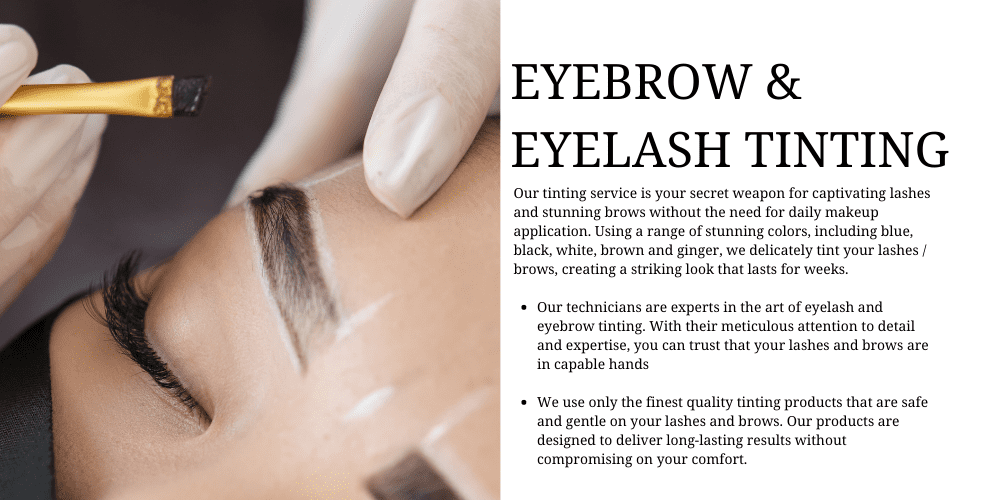 EYEBROW &
EYELASH TINTING
Our tinting service is your secret weapon for captivating lashes
and stunning brows without the need for daily makeup
application. Using a range of stunning colors, including blue,
black, white, brown and ginger, we delicately tint your lashes /
brows, creating a striking look that lasts for weeks.
• Our technicians are experts in the art of eyelash and
eyebrow tinting. With their meticulous attention to detail
and expertise, you can trust that your lashes and brows are
in capable hands
• We use only the finest quality tinting products that are safe
and gentle on your lashes and brows. Our products are
designed to deliver long-lasting results without
compromising on your comfort.